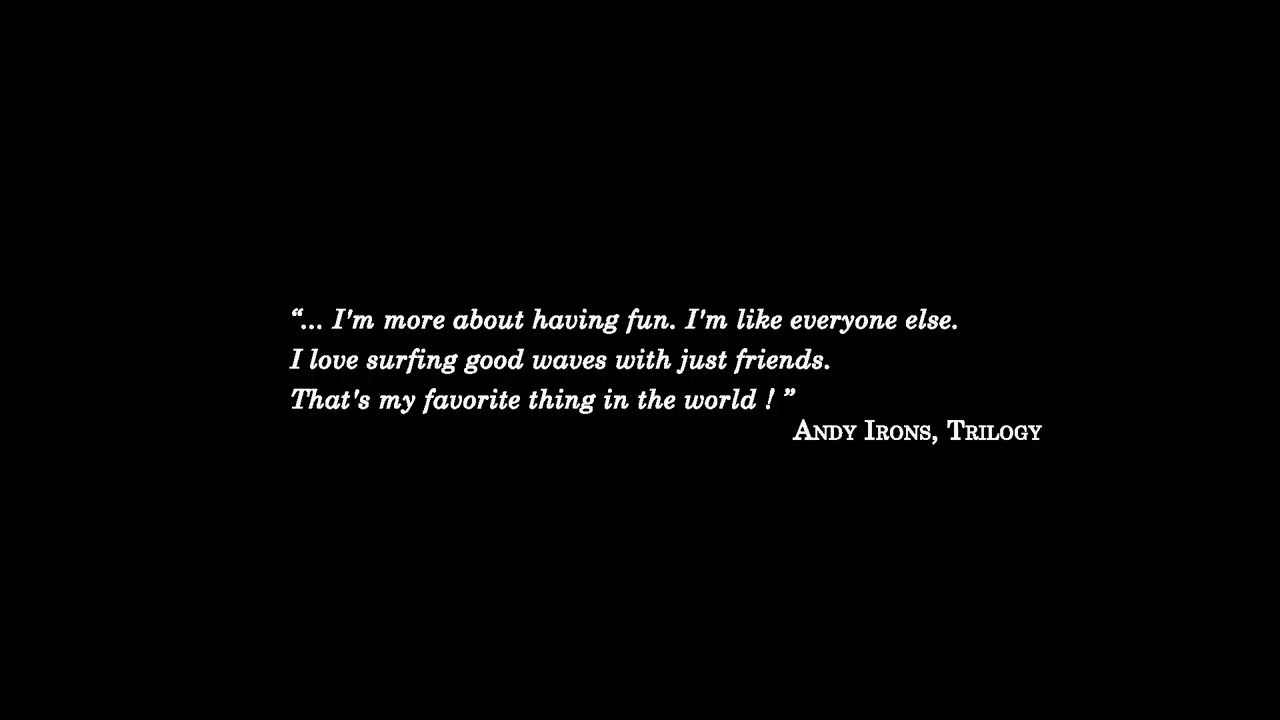 “... I'm more about having fun. I'm like everyone else.
I love surfing good waves with just friends.
That's my favorite thing in the world ! ”
ANDY IRONS, TRILOGY